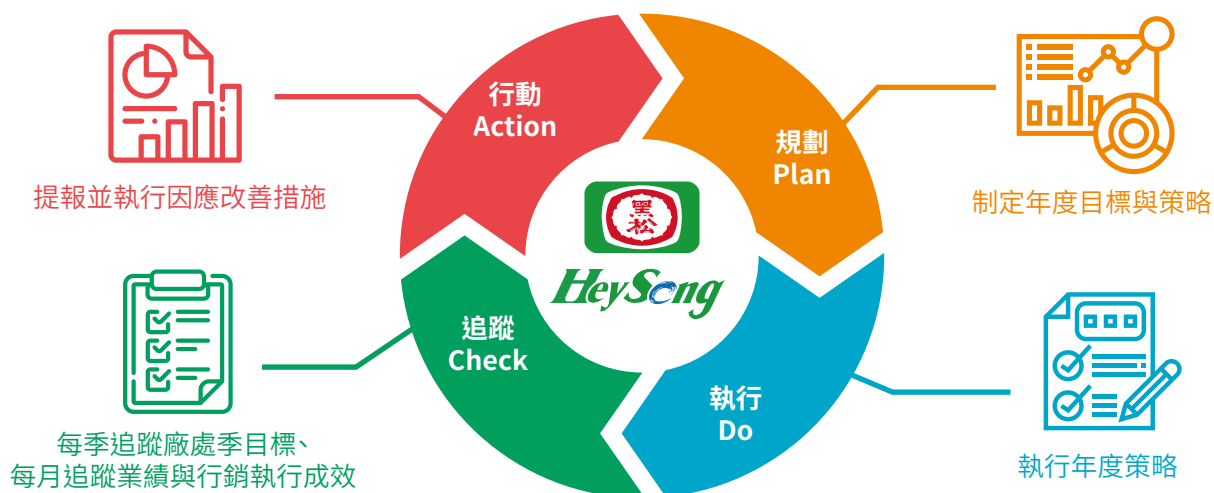 行動
Action
提報並執行因應改善措施
規劃
Plan
制定年度目標與策略
黑松
HeySong
追蹤
Check
每季追蹤廠處季目標、
每月追蹤業績與行銷執行成效
執行
Do
執行年度策略